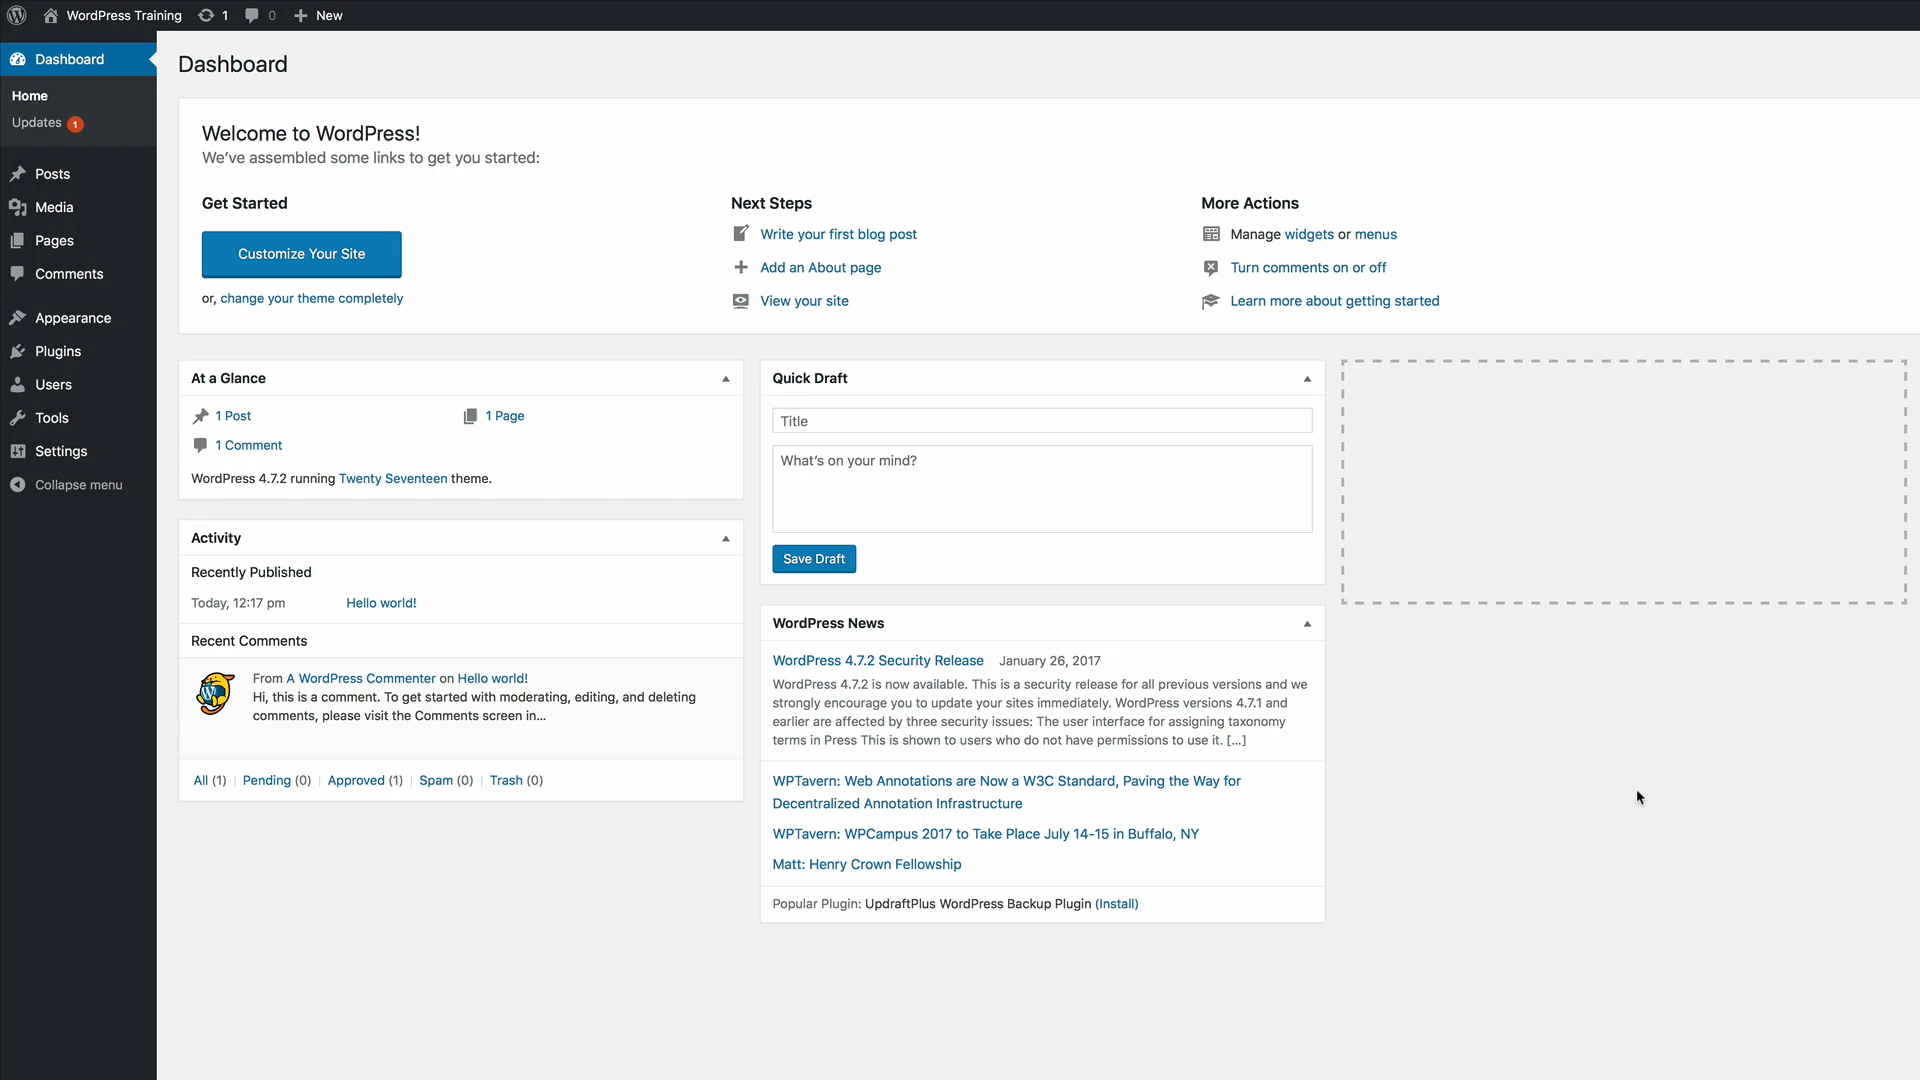 WordPress Training 1 0 New
Dashboard
Home
Updates 1
Posts
Media
Pages
Comments
Appearance
Plugins
Users
Tools
Settings
Collapse menu
Dashboard
Welcome to WordPress!
We’ve assembled some links to get you started:
Get Started
Customize Your Site
or, change your theme completely
Next Steps
Write your first blog post
Add an About page
View your site
More Actions
Manage widgets or menus
Turn comments on or off
Learn more about getting started
At a Glance
1 Post
1 Page
1 Comment
WordPress 4.7.2 running Twenty Seventeen theme.
Activity
Recently Published
Today, 12:17 pm Hello world!
Recent Comments
From A WordPress Commenter on Hello world!
Hi, this is a comment. To get started with moderating, editing, and deleting
comments, please visit the Comments screen in...
All (1) | Pending (0) | Approved (1) | Spam (0) | Trash (0)
Quick Draft
Title
What’s on your mind?
Save Draft
WordPress News
WordPress 4.7.2 Security Release January 26, 2017
WordPress 4.7.2 is now available. This is a security release for all previous versions and we
strongly encourage you to update your sites immediately. WordPress versions 4.7.1 and
earlier are affected by three security issues: The user interface for assigning taxonomy
terms in Press This is shown to users who do not have permissions to use it. [...]
WPTavern: Web Annotations are Now a W3C Standard, Paving the Way for
Decentralized Annotation Infrastructure
WPTavern: WPCampus 2017 to Take Place July 14-15 in Buffalo, NY
Matt: Henry Crown Fellowship
Popular Plugin: UpdraftPlus WordPress Backup Plugin (Install)